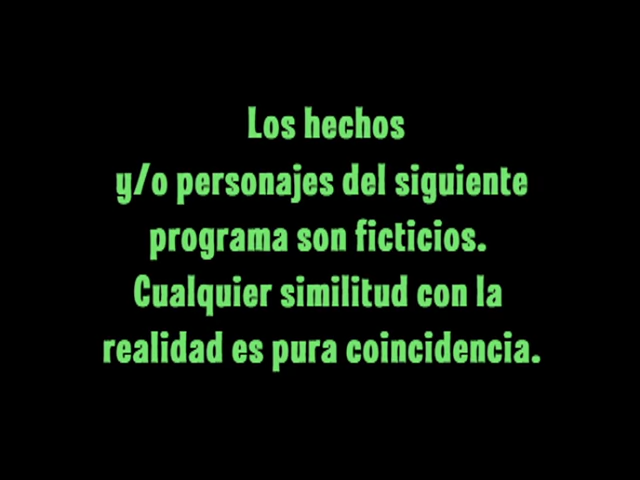 Los hechos
y/o personajes del siguiente
programa son ficticios.
Cualquier similitud con la
realidad es pura coincidencia.